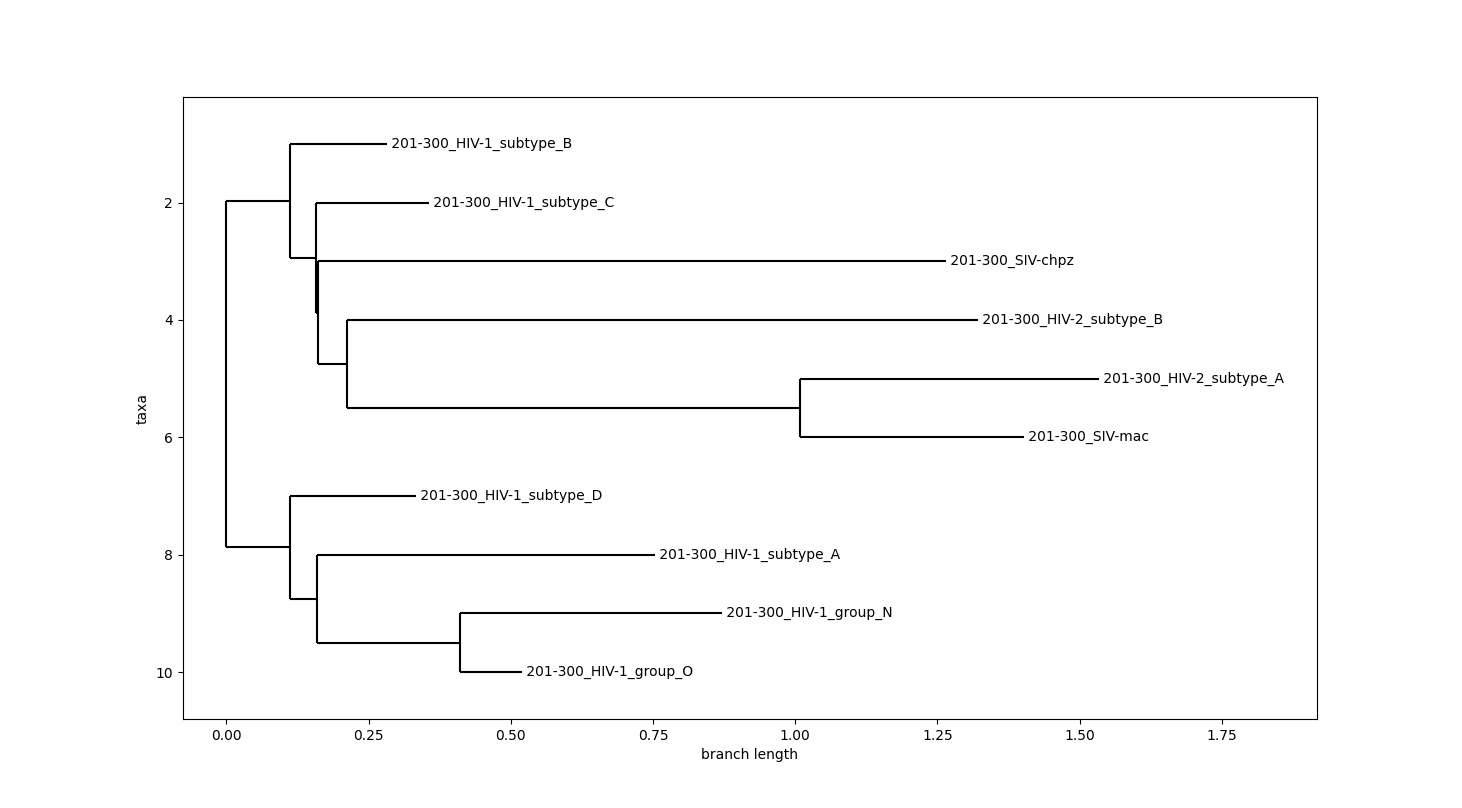 201-300_HIV-1_subtype_B
2
201-300_HIV-1_subtype_C
201-300_SIV-chpz
4
201-300_HIV-2_subtype_B
201-300_HIV-2_subtype_A
taxa
6
201-300_SIV-mac
201-300_HIV-1_subtype_D
8
201-300_HIV-1_subtype_A
201-300_HIV-1_group_N
10
201-300_HIV-1_group_O
0.00 0.25 0.50 0.75 1.00 1.25 1.50 1.75
branch length